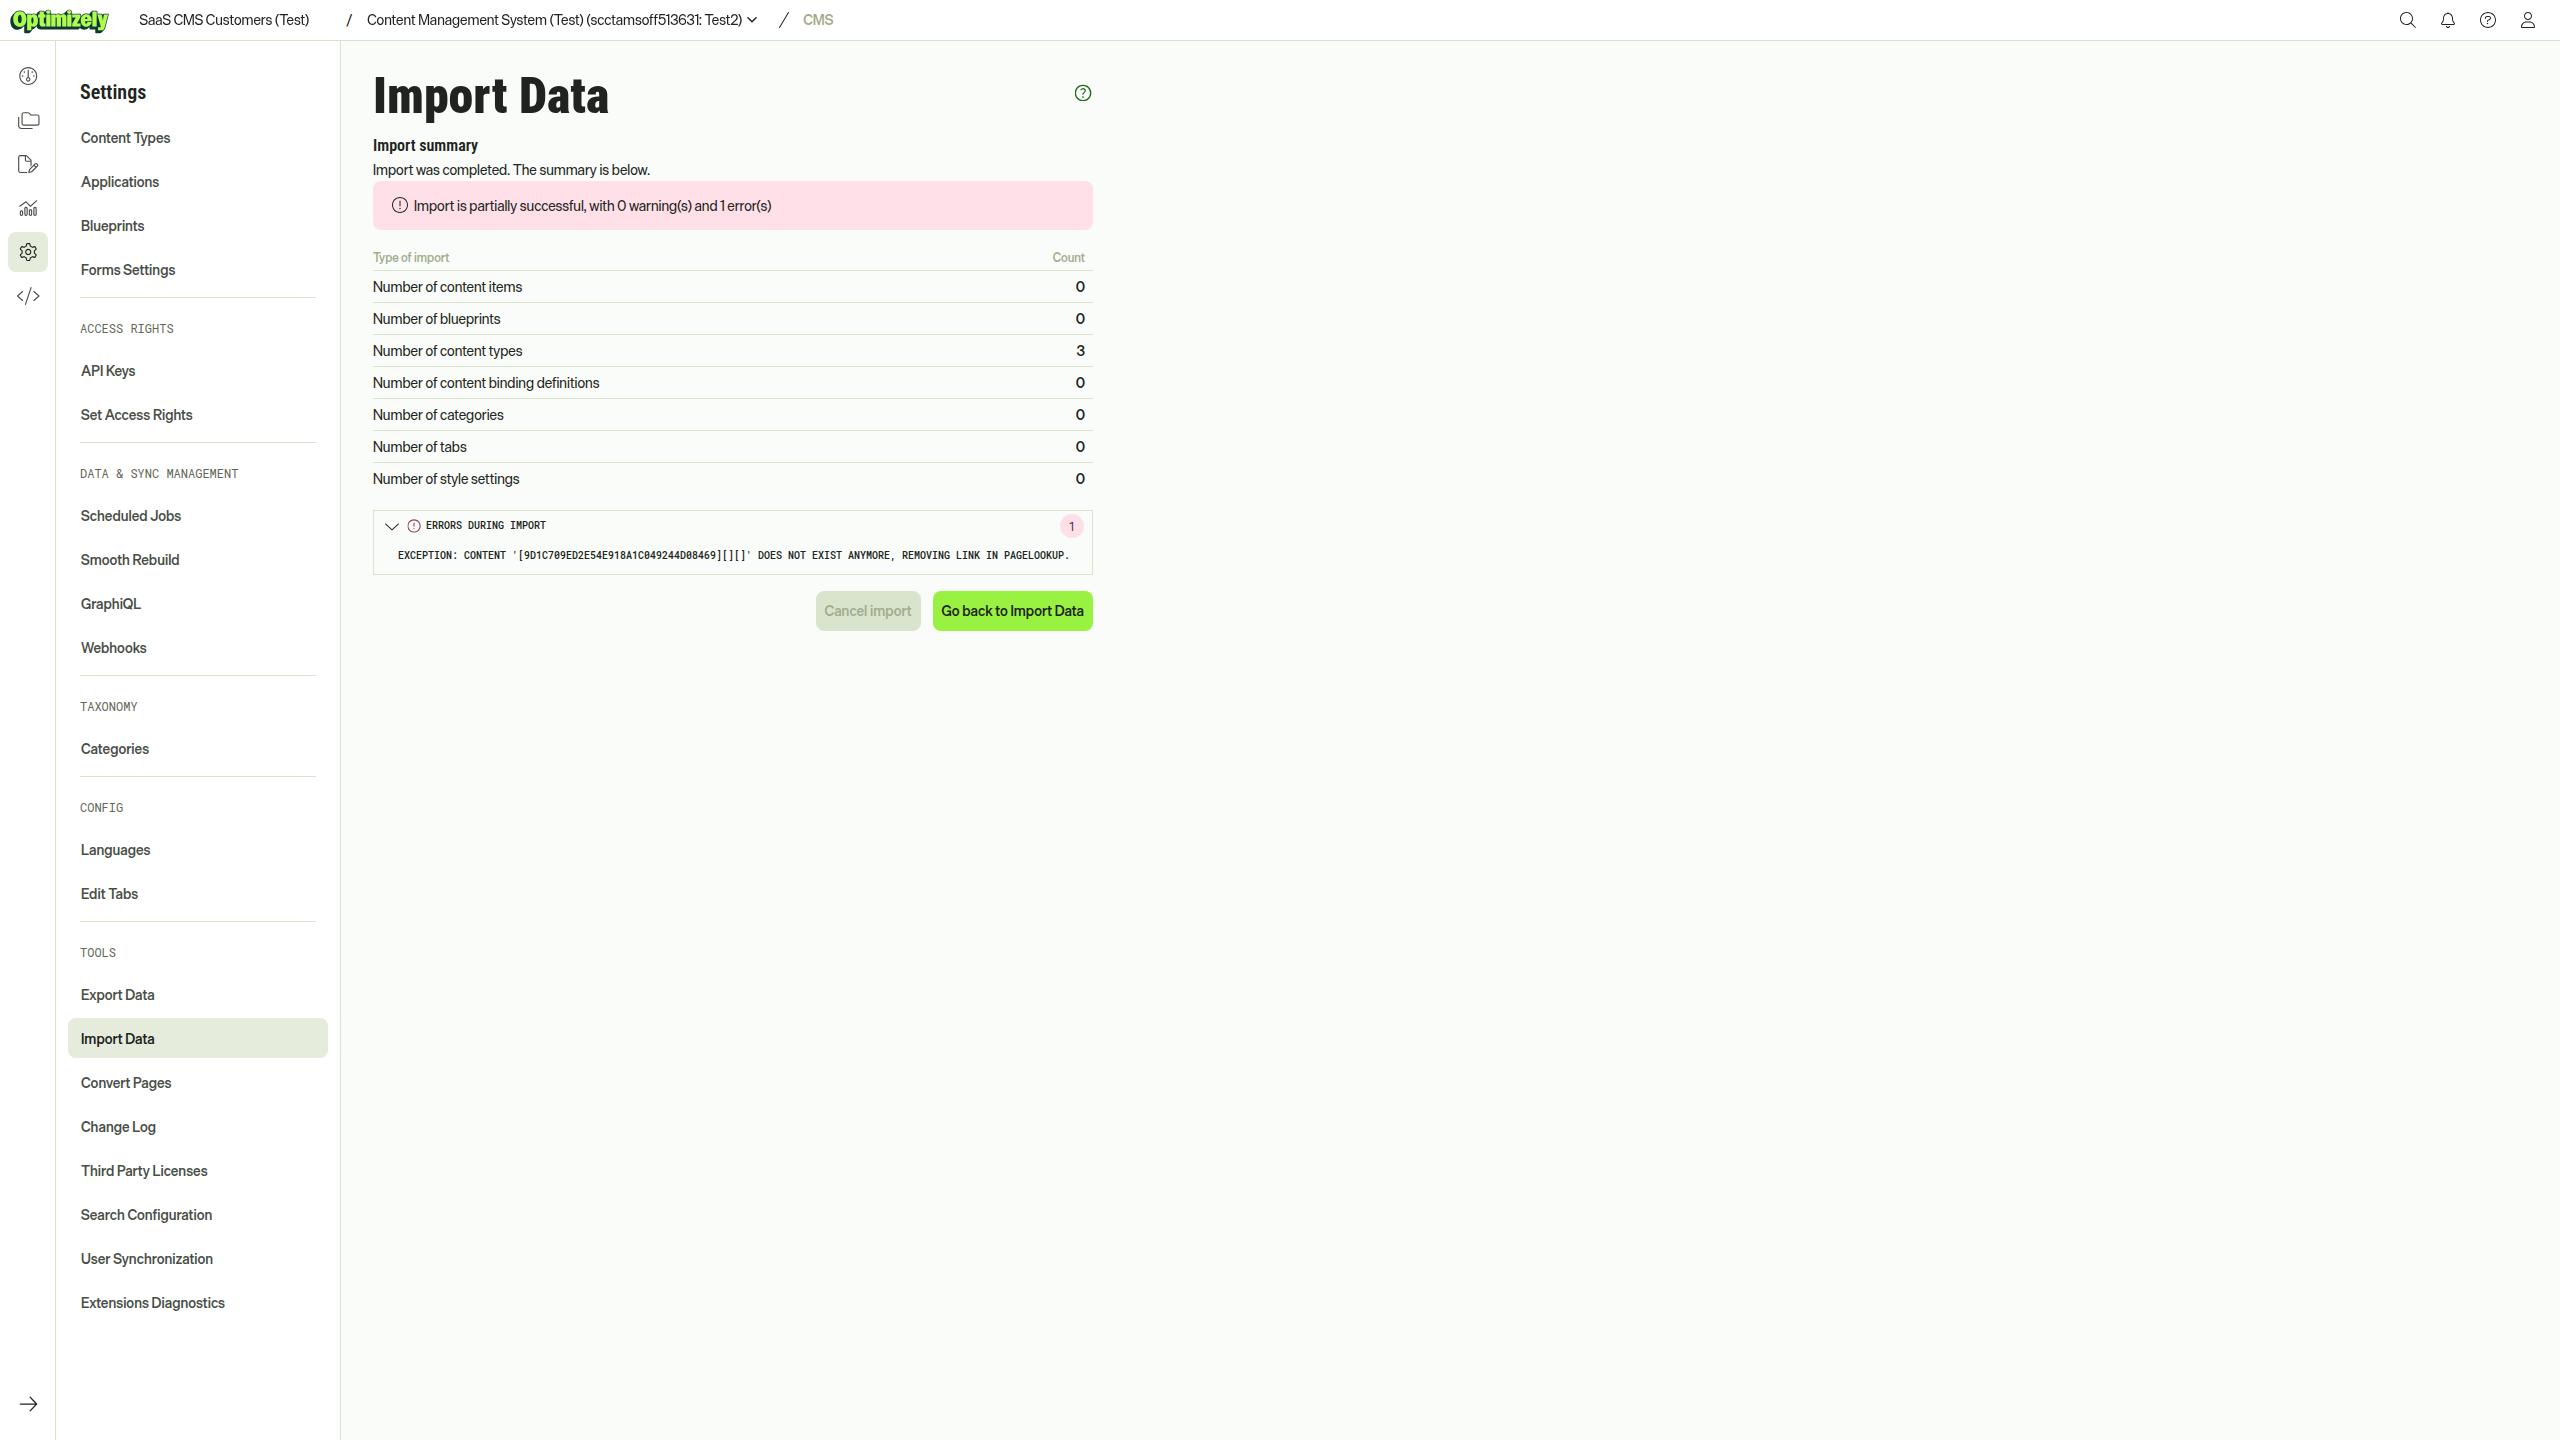 Optimizely
SaaS CMS Customers (Test) / Content Management System (Test) (scctamsoff513631: Test2) / CMS
Settings
Content Types
Applications
Blueprints
Forms Settings
ACCESS RIGHTS
API Keys
Set Access Rights
DATA & SYNC MANAGEMENT
Scheduled Jobs
Smooth Rebuild
GraphiQL
Webhooks
TAXONOMY
Categories
CONFIG
Languages
Edit Tabs
TOOLS
Export Data
Import Data
Convert Pages
Change Log
Third Party Licenses
Search Configuration
User Synchronization
Extensions Diagnostics
Import Data
Import summary
Import was completed. The summary is below.
Import is partially successful, with 0 warning(s) and 1 error(s)
Type of import Count
Number of content items 0
Number of blueprints 0
Number of content types 3
Number of content binding definitions 0
Number of categories 0
Number of tabs 0
Number of style settings 0
ERRORS DURING IMPORT 1
EXCEPTION: CONTENT '[9D1C709ED2E54E918A1C049244D08469][][]' DOES NOT EXIST ANYMORE, REMOVING LINK IN PAGELOOKUP.
Cancel import Go back to Import Data